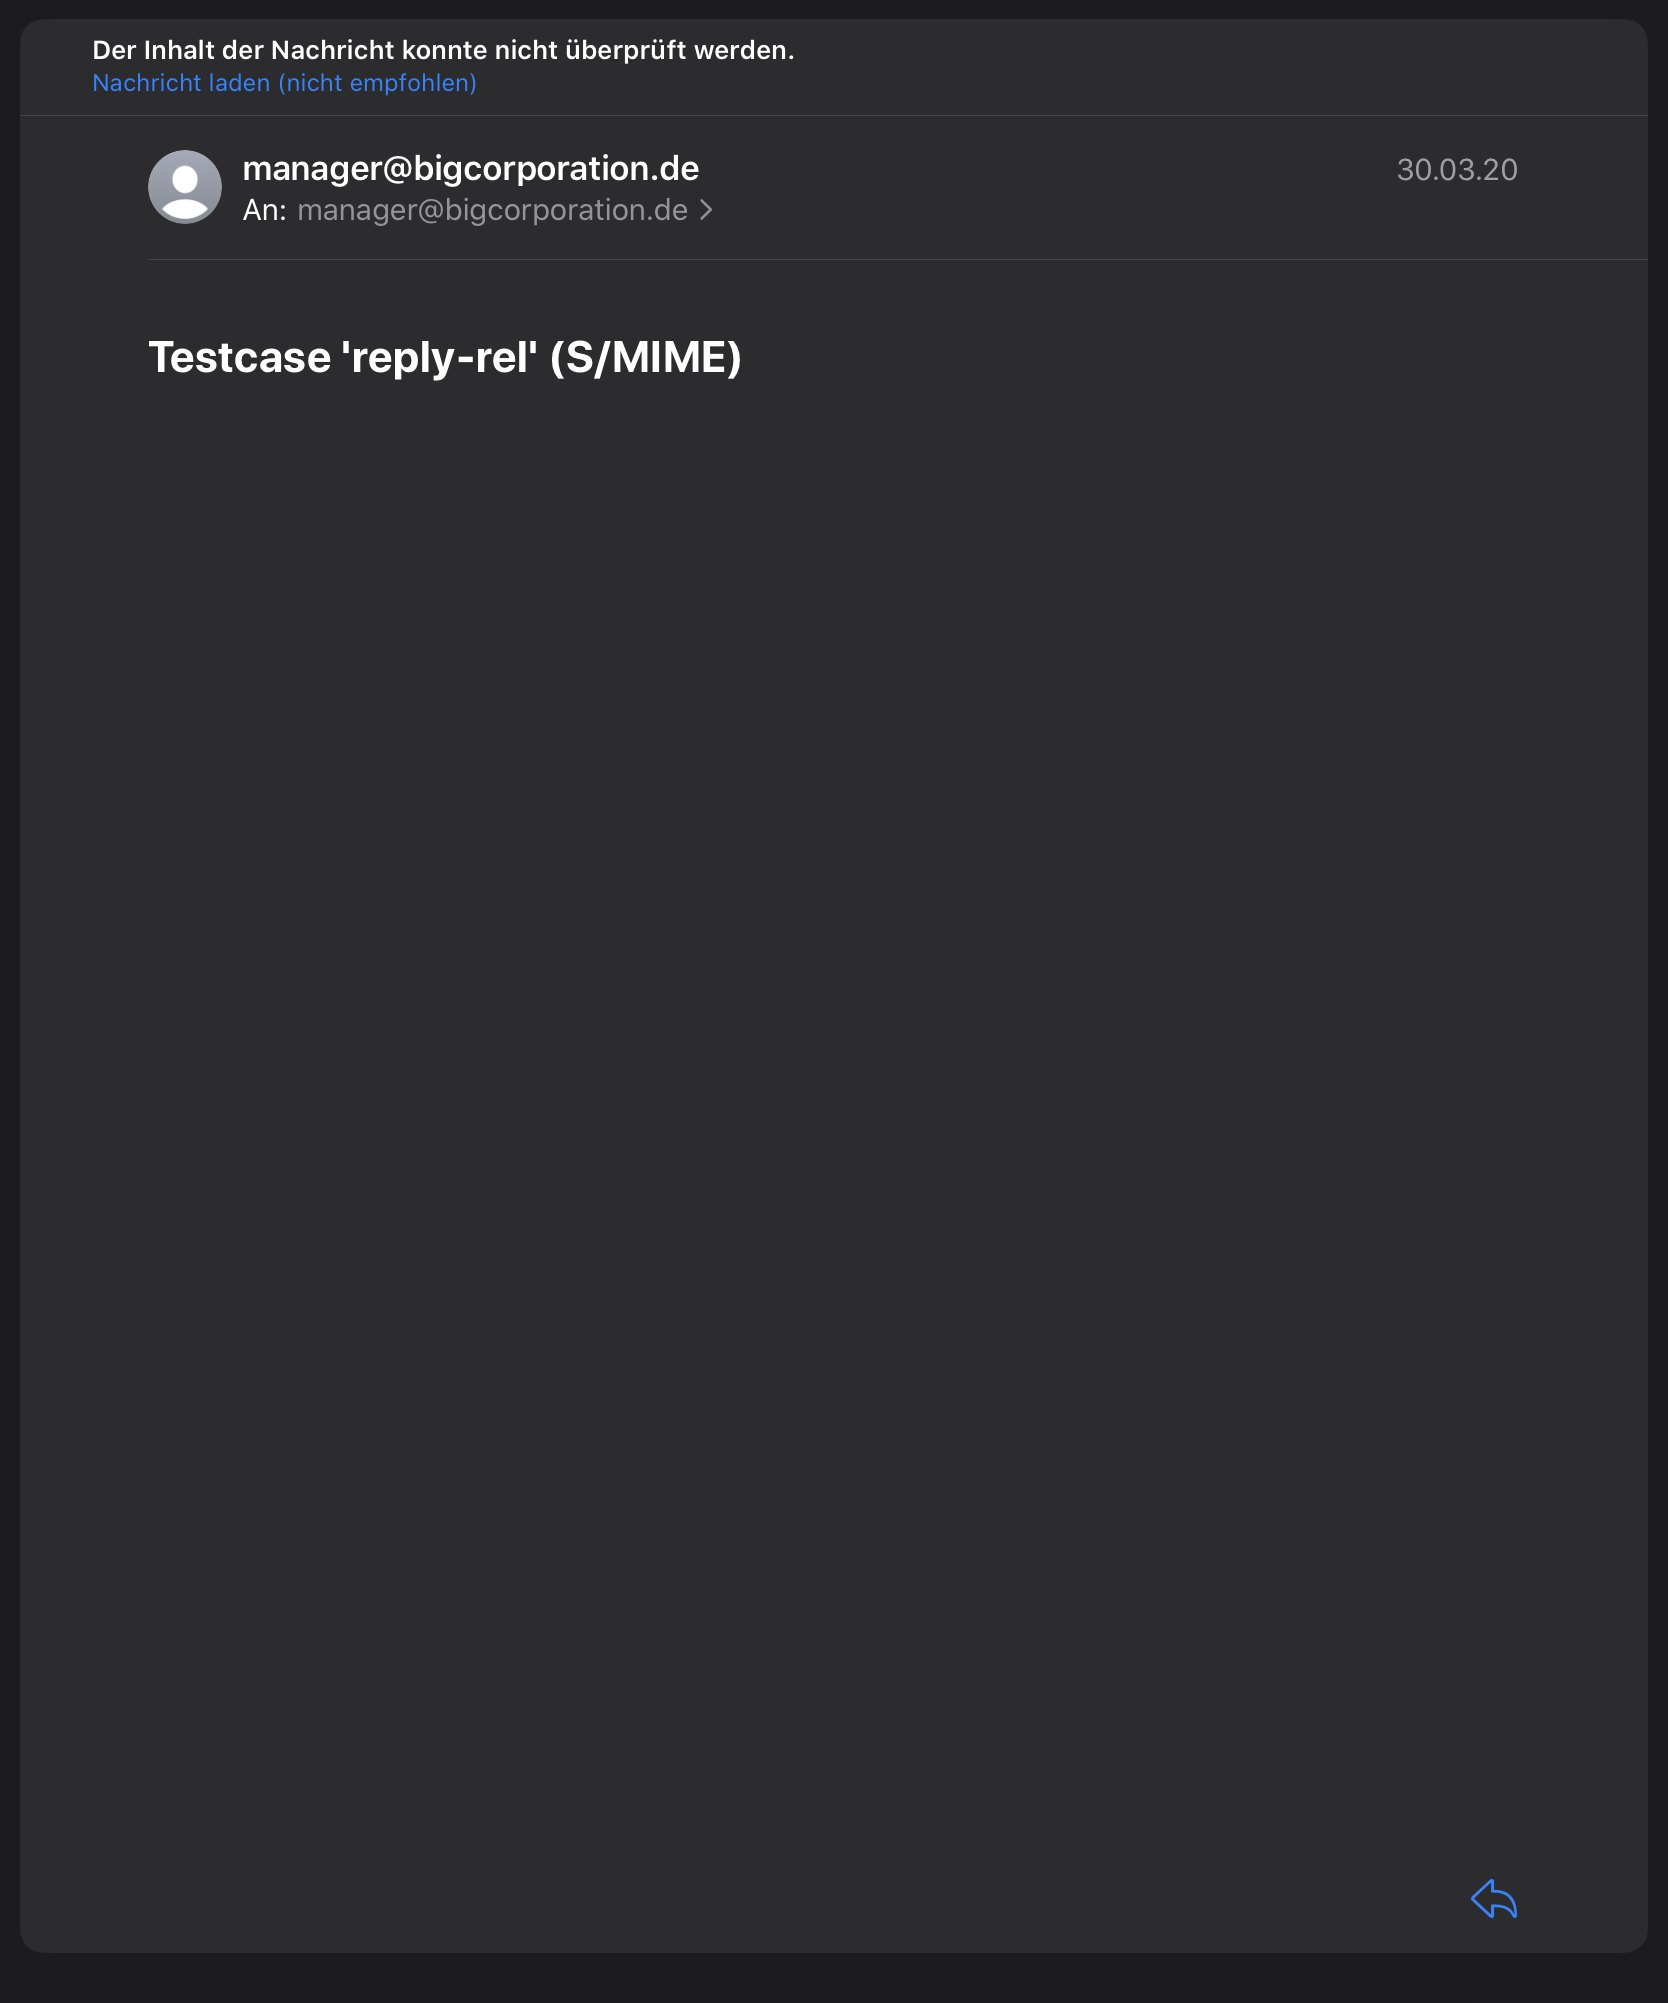 Der Inhalt der Nachricht konnte nicht überprüft werden.
Nachricht laden (nicht empfohlen)
manager@bigcorporation.de
30.03.20
An: manager@bigcorporation.de
Testcase 'reply-rel' (S/MIME)